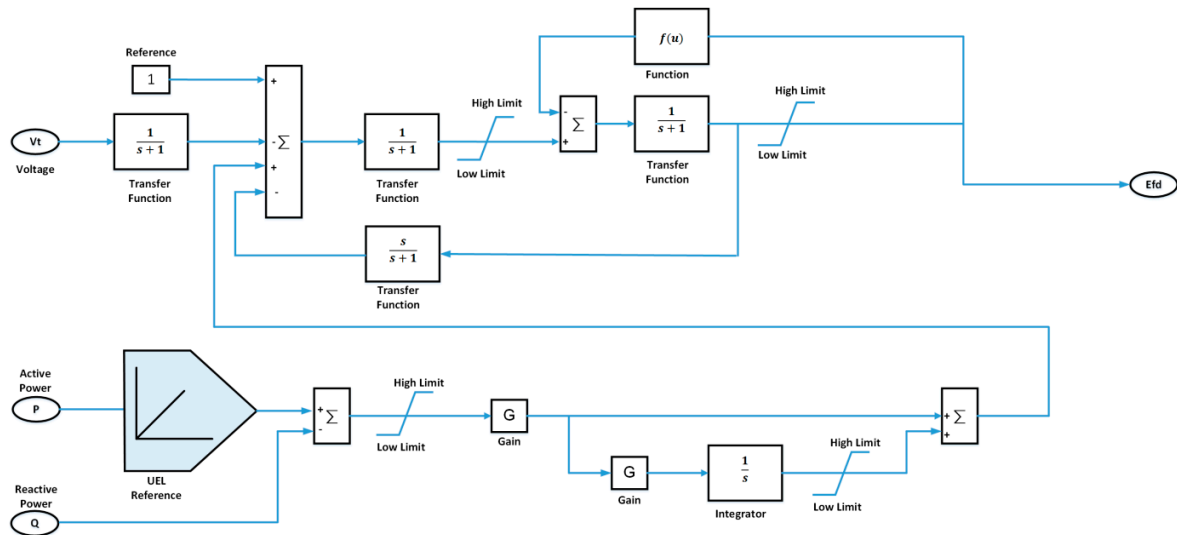 f(u)
Function
Reference
1
High Limit
High Limit
+
-
Σ
+
-
Vt
Voltage
1
s + 1
Transfer
Function
1
s + 1
Transfer
Function
Low Limit
-
Σ
+
1
s + 1
Transfer
Function
Low Limit
Efd
s
s + 1
Transfer
Function
Active
Power
P
UEL
Reference
Reactive
Power
Q
+
Σ
-
High Limit
Low Limit
G
Gain
G
Gain
1
s
Integrator
High Limit
Low Limit
+
Σ
+